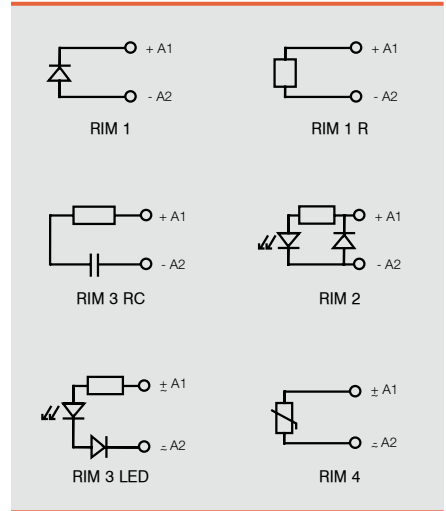 + A1
- A2
RIM 1
+ A1
- A2
RIM 1 R
+ A1
- A2
RIM 3 RC
+ A1
- A2
RIM 2
± A1
~
- A2
~
RIM 3 LED
± A1
~
- A2
~
RIM 4